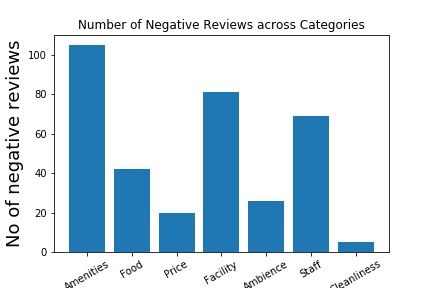 Number of Negative Reviews across Categories
No of negative reviews
100
80
60
40
20
0
Amenities
Food
Price
Facility
Ambience
Staff
Cleanliness